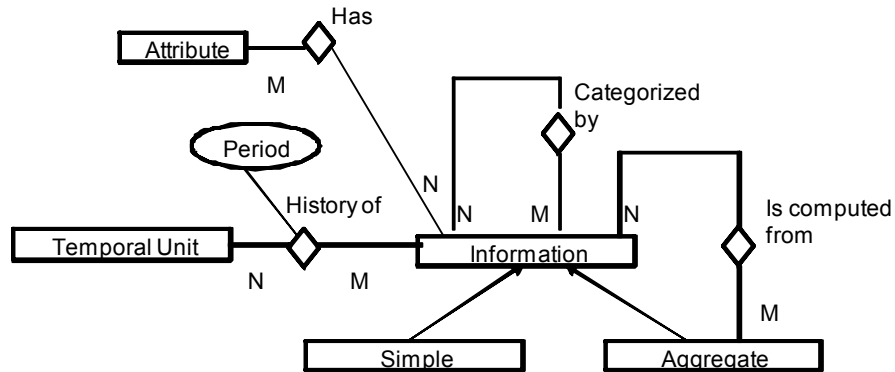 Has
Attribute
M
Categorized
by
Period
N
History of
N
M
N
Is computed
from
Temporal Unit
Information
N
M
M
Simple
Aggregate